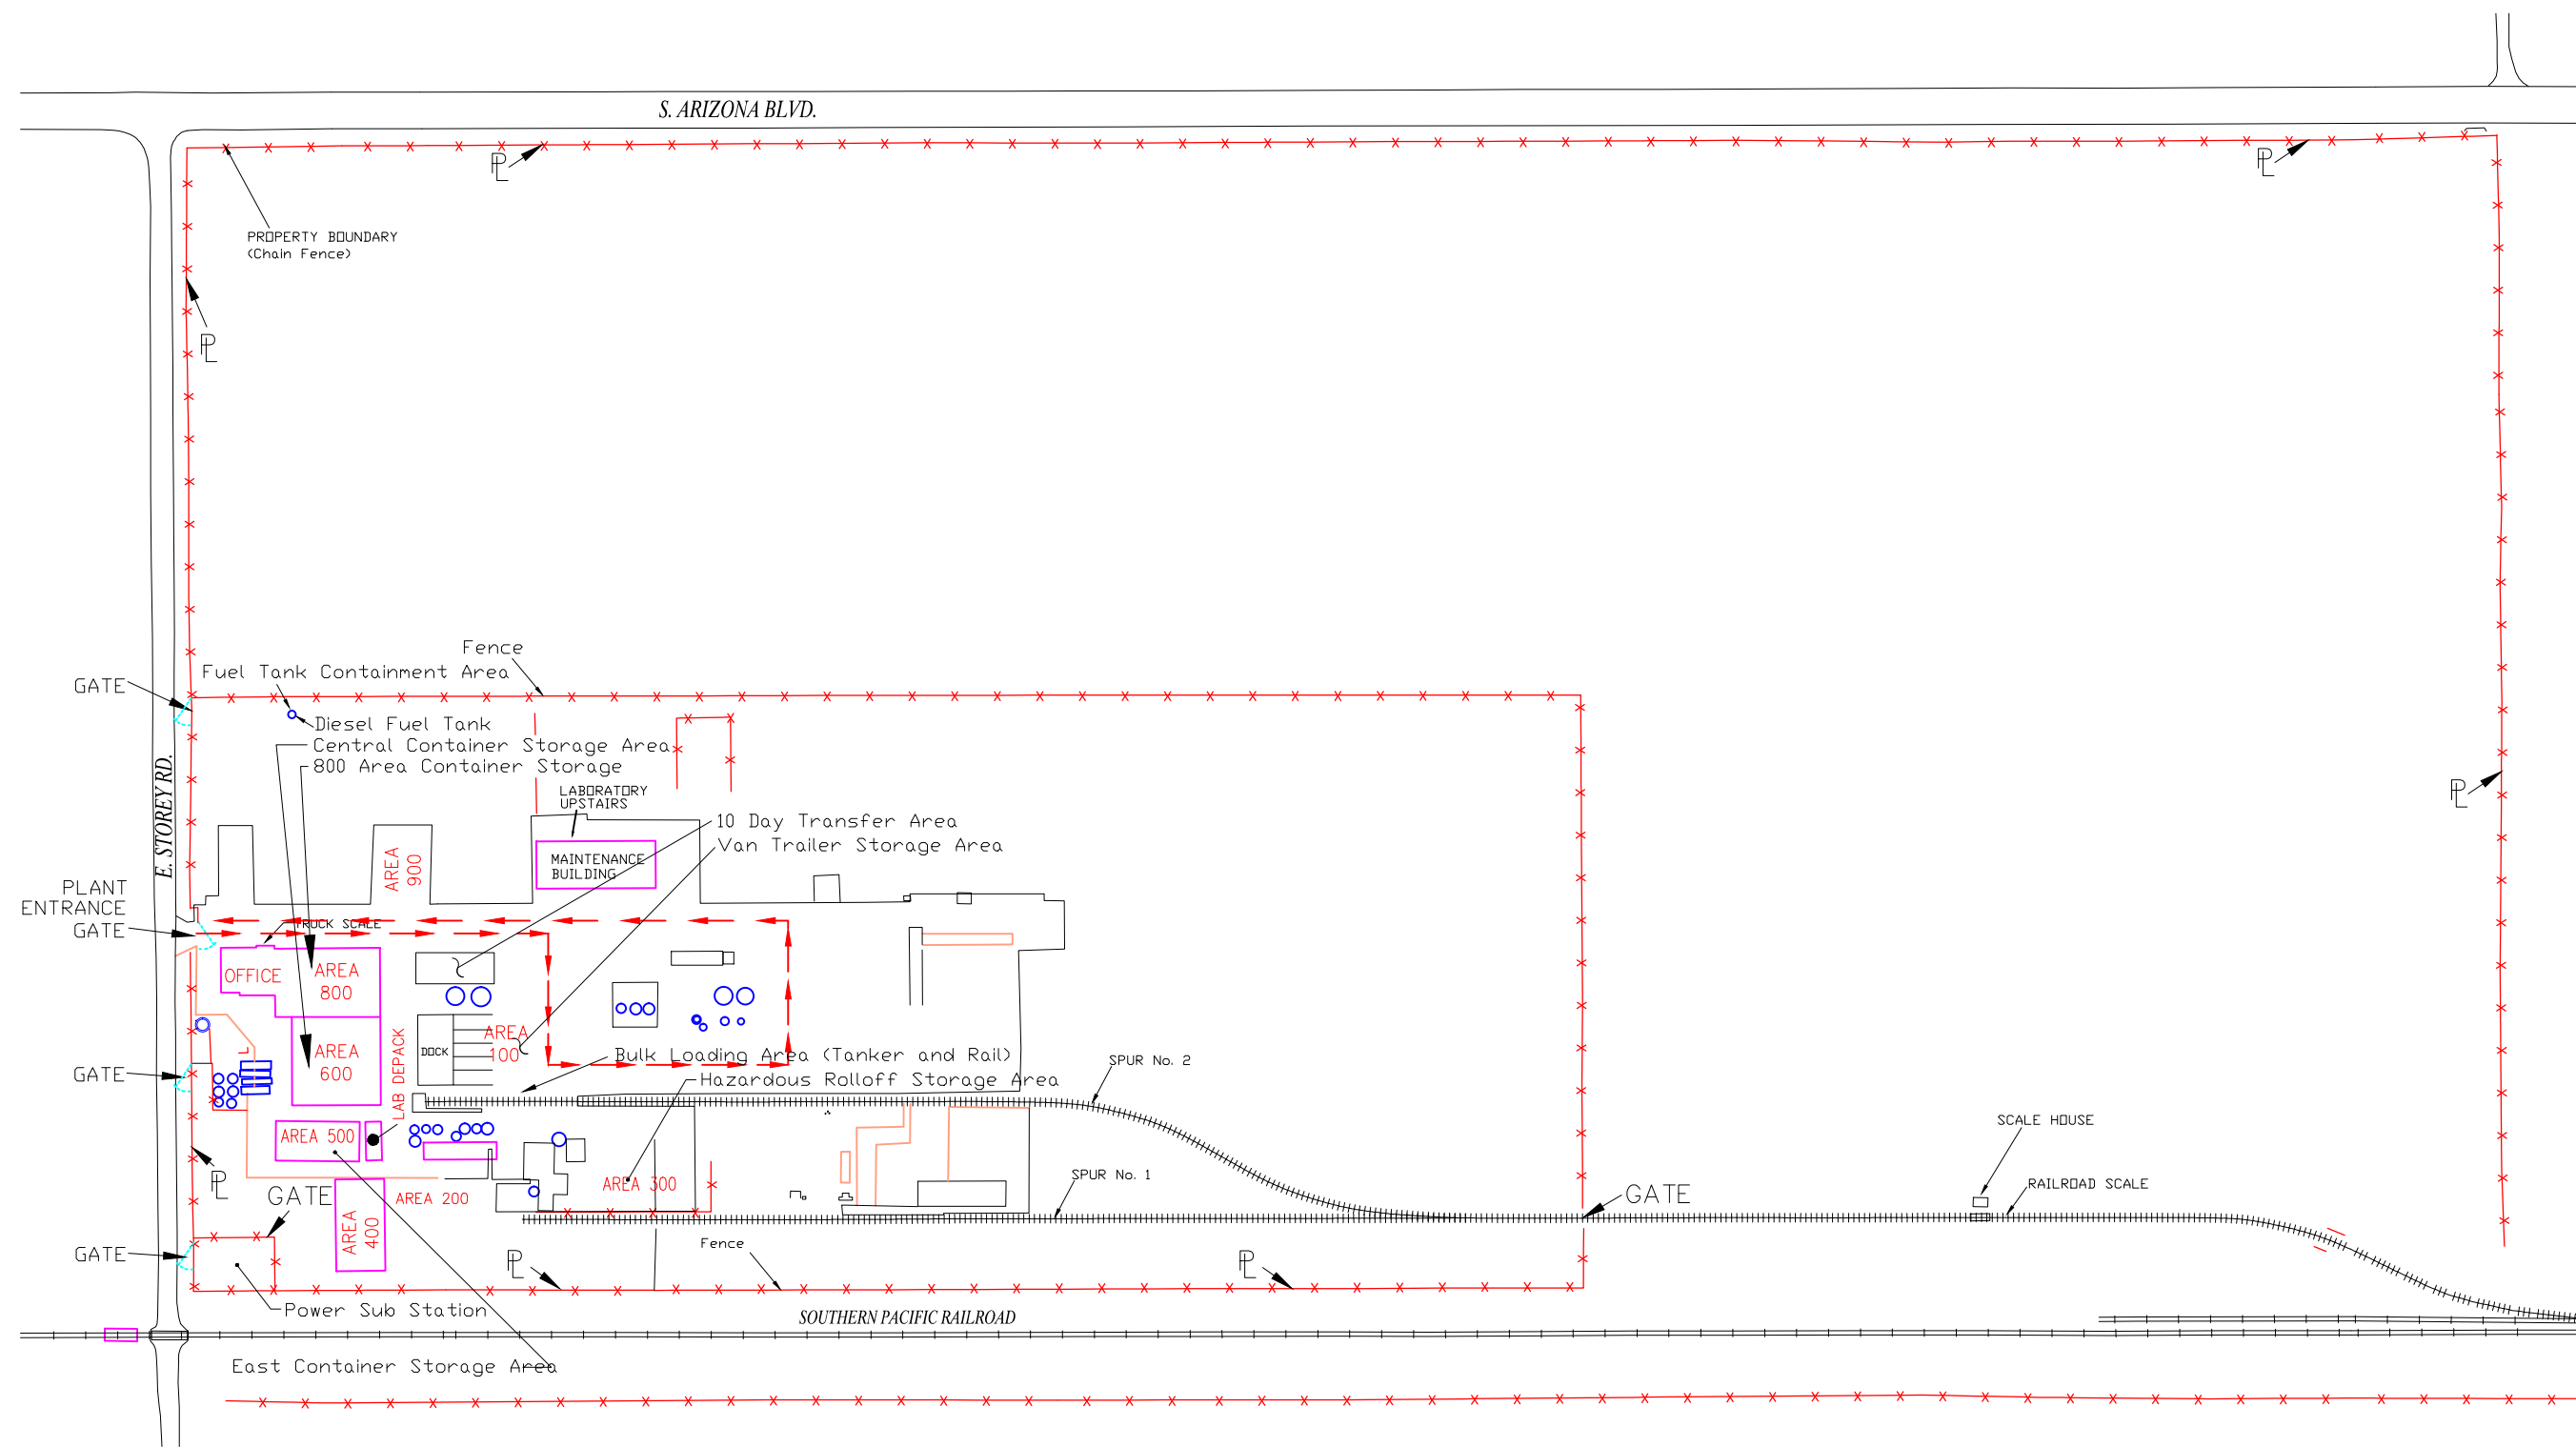 S. ARIZONA BLVD.
PL
PL
PROPERTY BOUNDARY
(Chain Fence)
PL
Fence
Fuel Tank Containment Area
GATE
Diesel Fuel Tank
Central Container Storage Area
800 Area Container Storage
E. STOREY RD.
PL
LABORATORY
UPSTAIRS
10 Day Transfer Area
Van Trailer Storage Area
AREA
900
MAINTENANCE
BUILDING
PLANT
ENTRANCE
GATE
TRUCK SCALE
OFFICE
AREA
800
AREA
100
DOCK
AREA
600
LAB DEPACK
Bulk Loading Area (Tanker and Rail)
Hazardous Rolloff Storage Area
SPUR No. 2
GATE
AREA 500
SCALE HOUSE
SPUR No. 1
RAILROAD SCALE
PL
GATE
AREA 200
AREA 300
GATE
AREA
400
Fence
GATE
PL
PL
Power Sub Station
SOUTHERN PACIFIC RAILROAD
East Container Storage Area